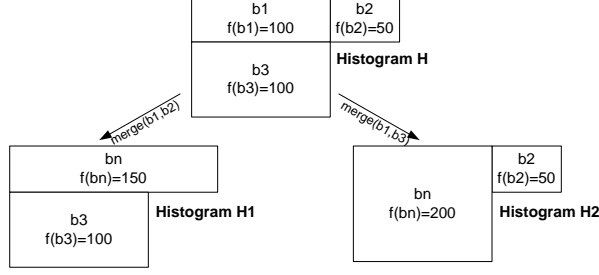 b1
f(b1)=100
b2
f(b2)=50
Histogram H
b3
f(b3)=100
merge(b1,b2)
merge(b1,b3)
bn
f(bn)=150
b3
f(b3)=100
Histogram H1
bn
f(bn)=200
b2
f(b2)=50
Histogram H2